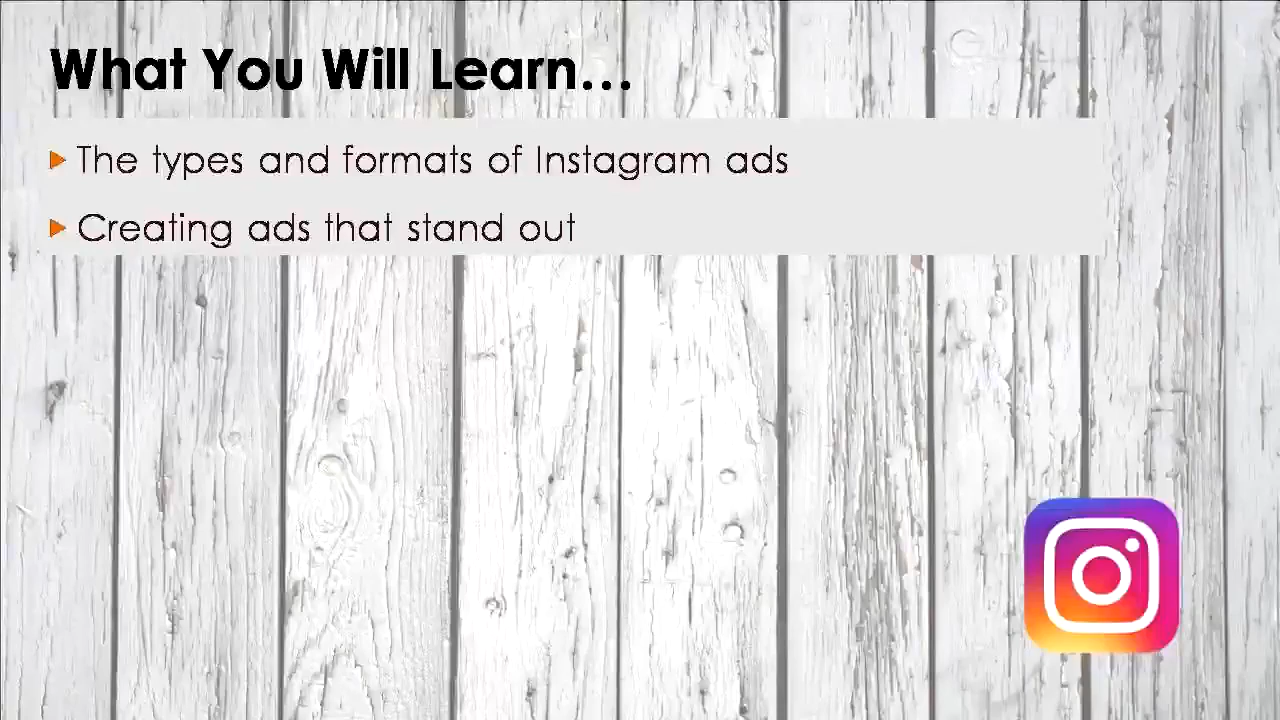 What You Will Learn...
The types and formats of Instagram ads
Creating ads that stand out